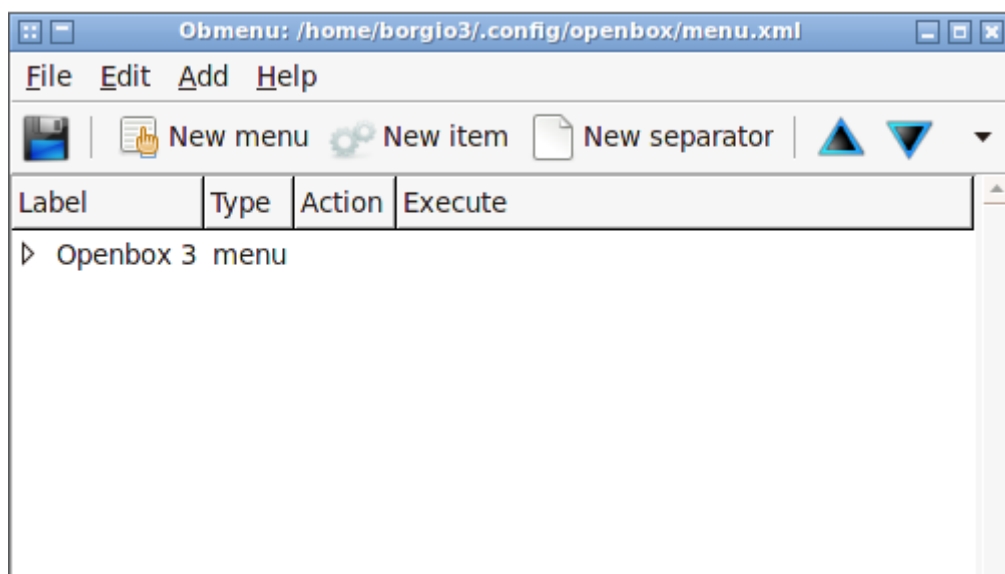 Obmenu: /home/borgio3/.config/openbox/menu.xml
File Edit Add Help
New menu New item New separator
Label Type Action Execute
Openbox 3 menu